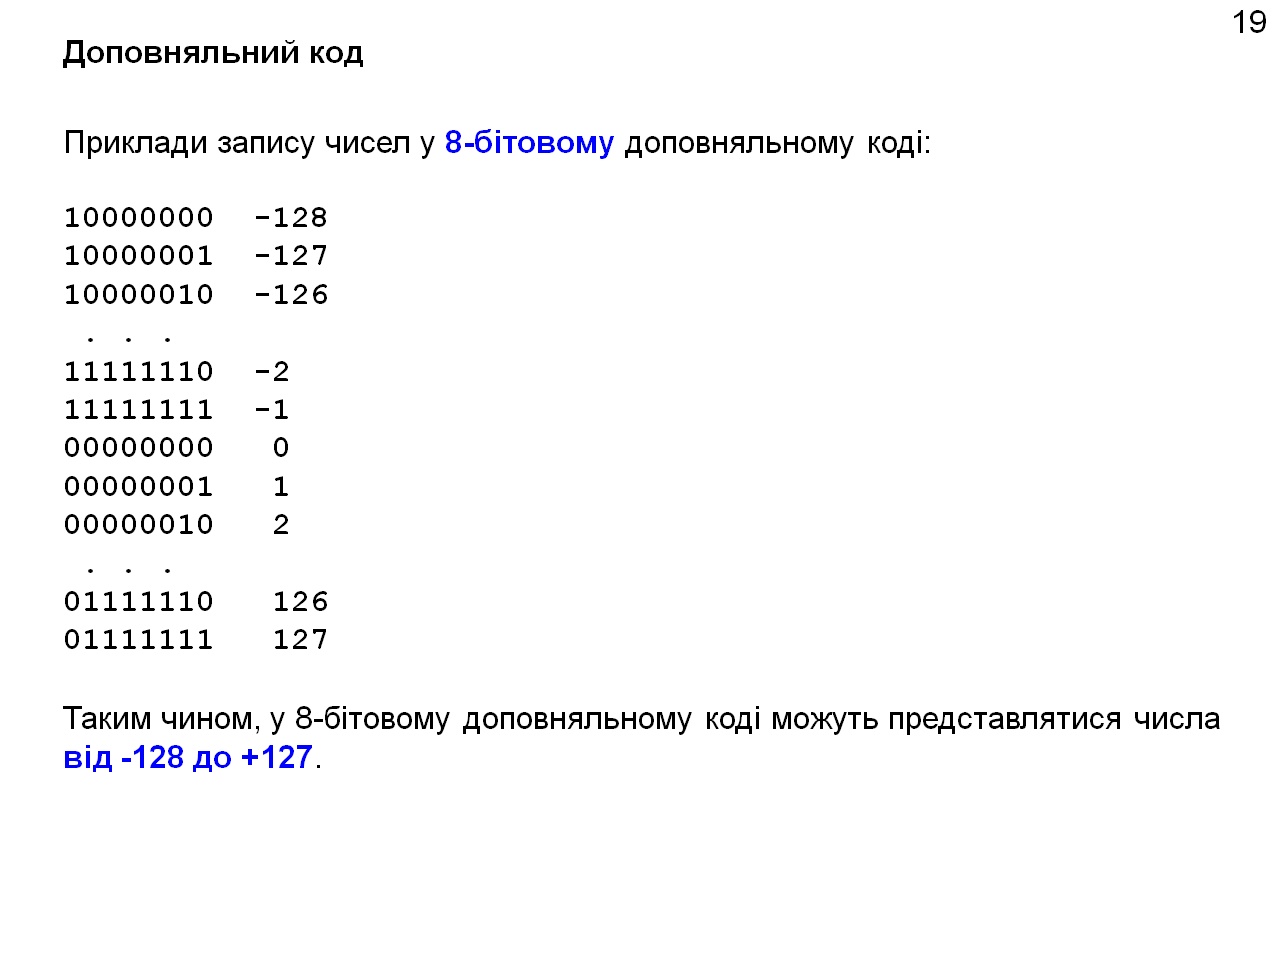 19
Доповняльний код
Приклади запису чисел у 8-бітовому доповняльному коді:
10000000 -128
10000001 -127
10000010 -126
. . .
11111110 -2
11111111 -1
00000000 0
00000001 1
00000010 2
. . .
01111110 126
01111111 127
Таким чином, у 8-бітовому доповняльному коді можуть представлятися числа
від -128 до +127.